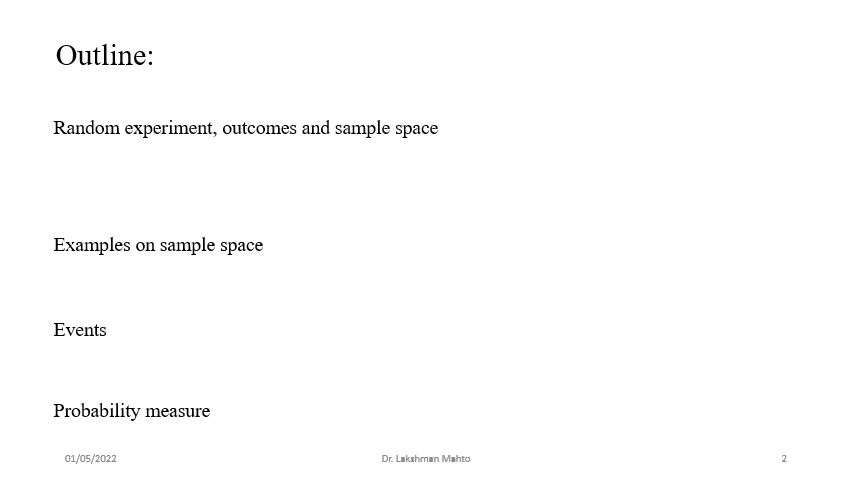 Outline:
Random experiment, outcomes and sample space
Examples on sample space
Events
Probability measure
01/05/2022
Dr. Lakshman Mahto
2